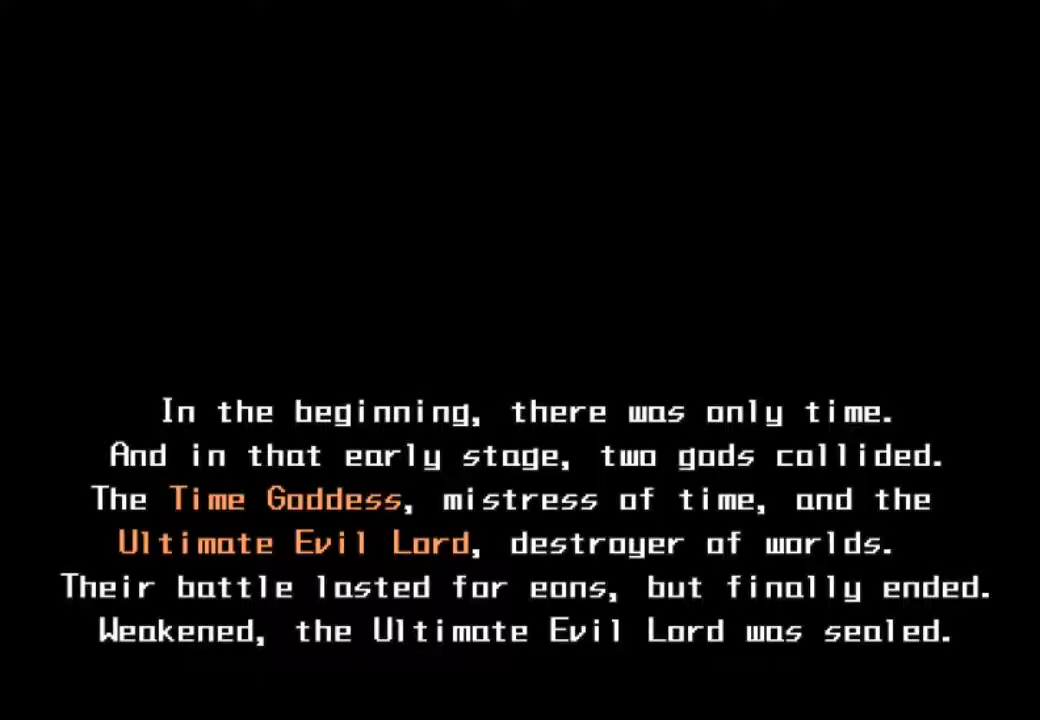 In the beginning, there was only time.
And in that early stage, two gods collided.
The Time Goddess, mistress of time, and the
Ultimate Evil Lord, destroyer of worlds.
Their battle lasted for eons, but finally ended.
Weakened, the Ultimate Evil Lord was sealed.